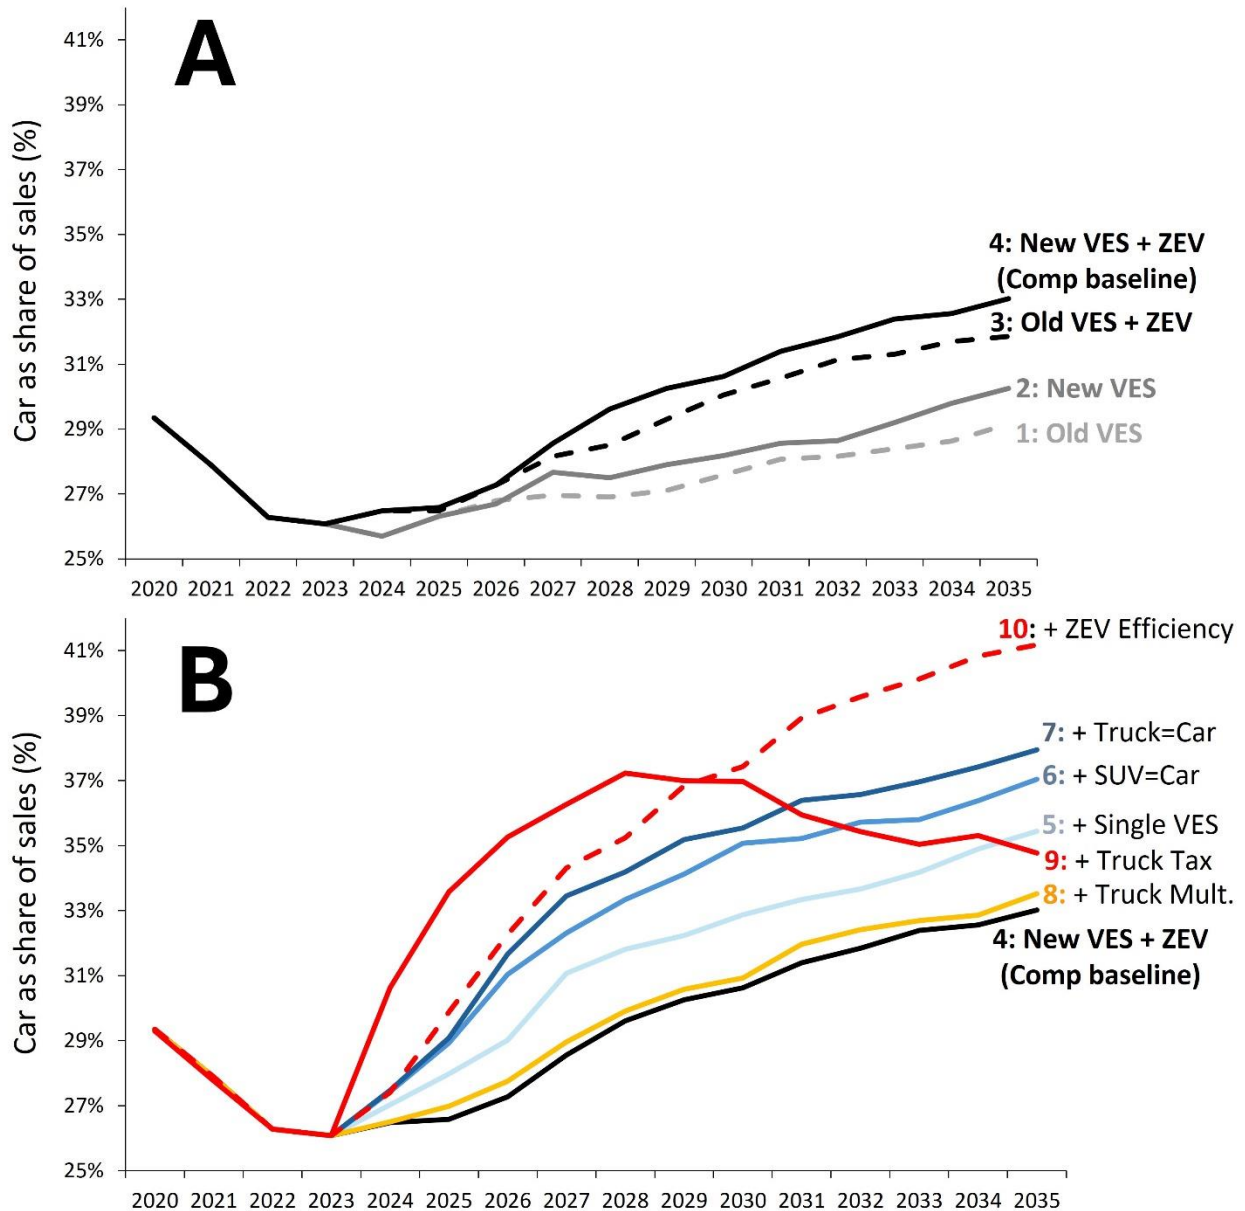 A
Car as share of sales (%)
41%
39%
37%
35%
33%
31%
29%
27%
25%
4: New VES + ZEV
(Comp baseline)
3: Old VES + ZEV
2: New VES
1: Old VES
2020 2021 2022 2023 2024 2025 2026 2027 2028 2029 2030 2031 2032 2033 2034 2035
B
Car as share of sales (%)
41%
39%
37%
35%
33%
31%
29%
27%
25%
10: + ZEV Efficiency
7: + Truck=Car
6: + SUV=Car
5: + Single VES
9: + Truck Tax
8: + Truck Mult.
4: New VES + ZEV
(Comp baseline)
2020 2021 2022 2023 2024 2025 2026 2027 2028 2029 2030 2031 2032 2033 2034 2035